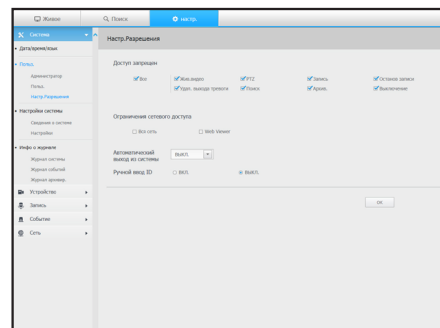 Живое
Поиск
настр.
Система
Дата/время/язык
Польз.
Администратор
Польз.
Настр.Разрешения
Настройки системы
Сведения о системе
Настройки
Инфо о журнале
Журнал системы
Журнал событий
Журнал архивир.
Устройство
Запись
Событие
Сеть
Настр.Разрешения
Доступ запрещен
Все Жив.видео PTZ Запись Останов записи
Удал. выхода тревоги Поиск Архив. Выключение
Ограничения сетевого доступа
Вся сеть Web Viewer
Автоматический
выход из системы ВЫКЛ.
Ручной ввод ID ВКЛ. ВЫКЛ.
OK